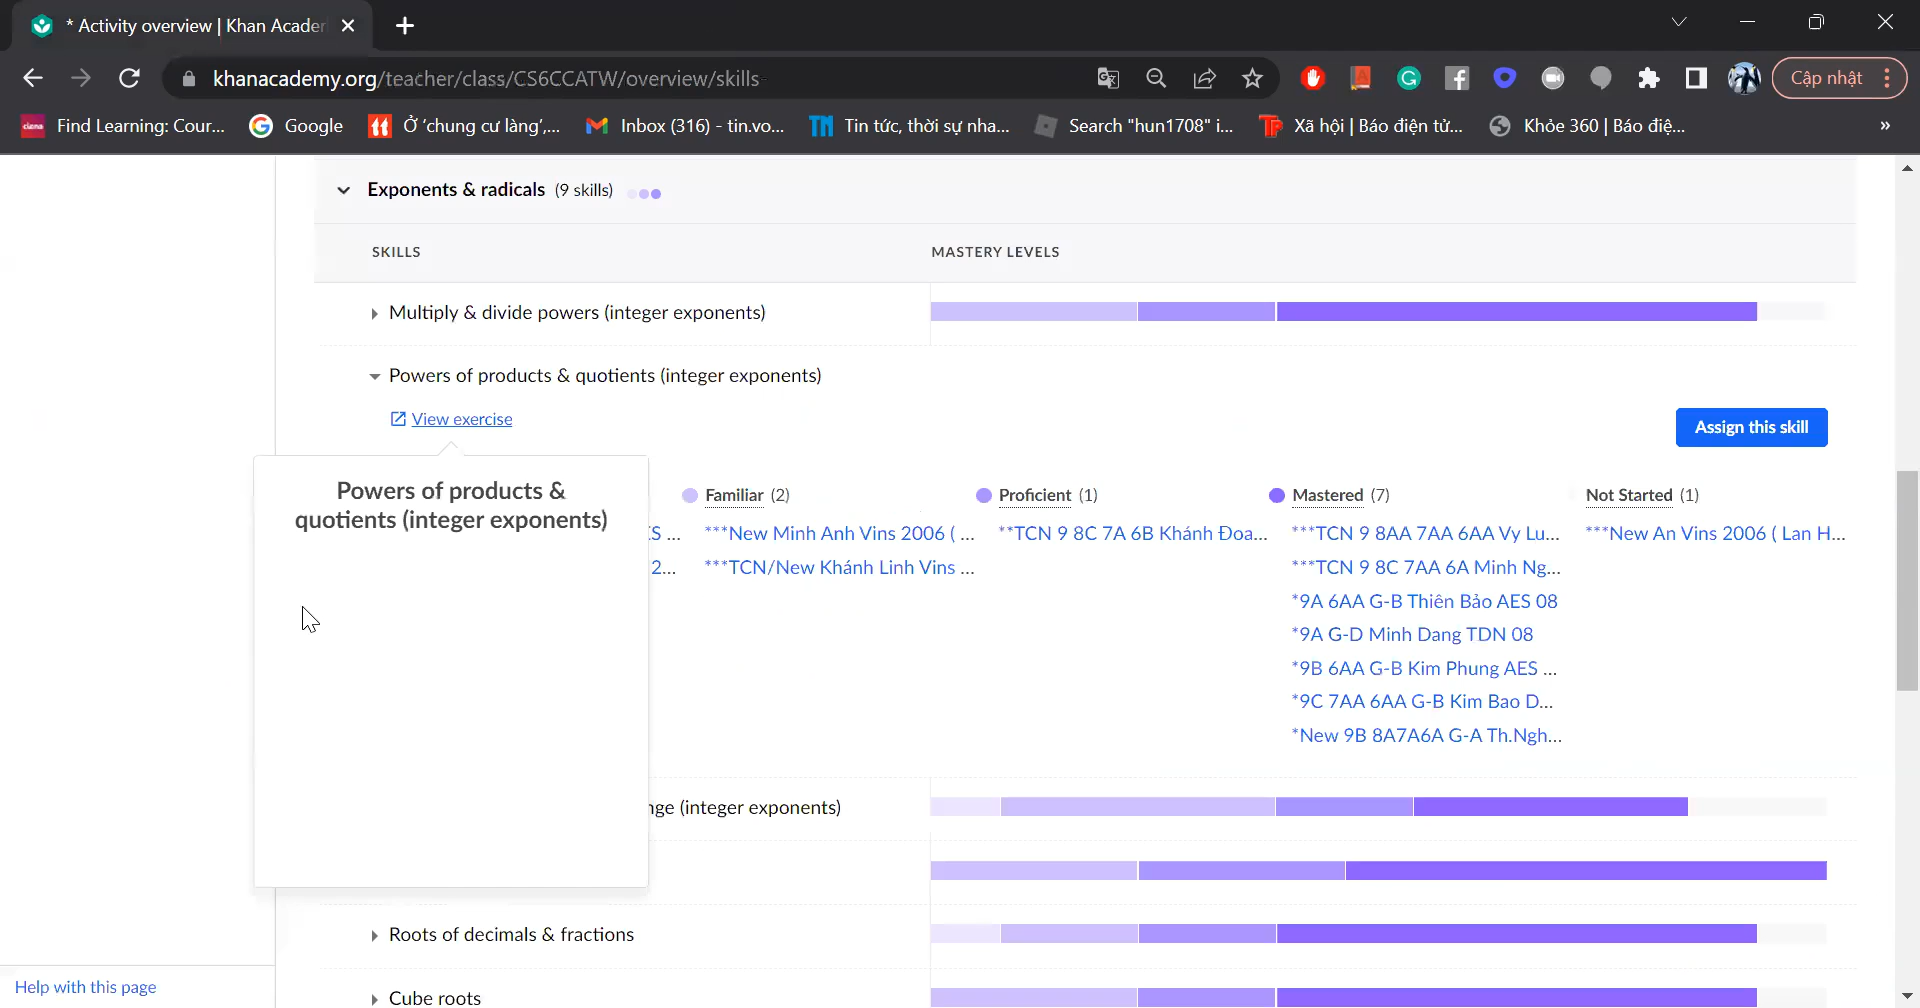 * Activity overview | Khan Acader
khanacademy.org/teacher/class/CS6CCATW/overview/skills
Cập nhật
Find Learning: Cour...
Google
Ở 'chung cư làng',...
Inbox (316) - tin.vo...
Tin tức, thời sự nha...
Search "hun1708" i...
Xã hội | Báo điện tử...
Khỏe 360 | Báo điệ...
»
Exponents & radicals (9 skills)
SKILLS
MASTERY LEVELS
Multiply & divide powers (integer exponents)
Powers of products & quotients (integer exponents)
View exercise
Assign this skill
Powers of products &
quotients (integer exponents)
ES ...
2...
Familiar (2)
***New Minh Anh Vins 2006 ( ...
***TCN/New Khánh Linh Vins ...
Proficient (1)
**TCN 9 8C 7A 6B Khánh Đoa...
Mastered (7)
***TCN 9 8AA 7AA 6AA Vy Lu...
***TCN 9 8C 7AA 6A Minh Ng...
*9A 6AA G-B Thiên Bảo AES 08
*9A G-D Minh Dang TDN 08
*9B 6AA G-B Kim Phung AES ...
*9C 7AA 6AA G-B Kim Bao D...
*New 9B 8A7A6A G-A Th.Ngh...
Not Started (1)
***New An Vins 2006 ( Lan H...
nge (integer exponents)
Roots of decimals & fractions
Cube roots
Help with this page